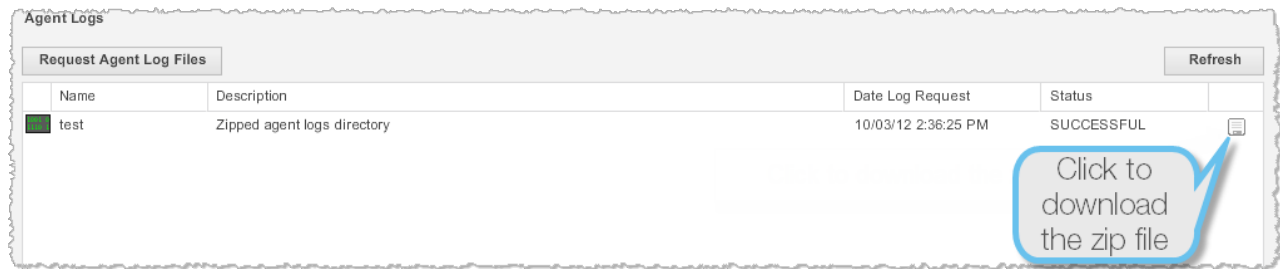 Agent Logs
Request Agent Log Files
Refresh
Name Description Date Log Request Status
test Zipped agent logs directory 10/03/12 2:36:25 PM SUCCESSFUL
Click to
download
the zip file